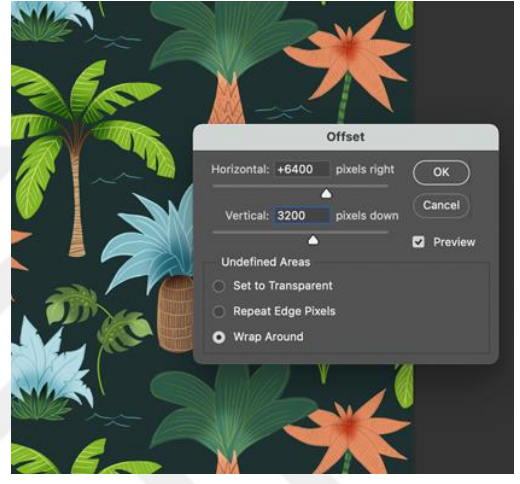 Offset
Horizontal: +6400 pixels right OK
Vertical: 3200 pixels down Cancel
Preview
Undefined Areas
Set to Transparent
Repeat Edge Pixels
Wrap Around